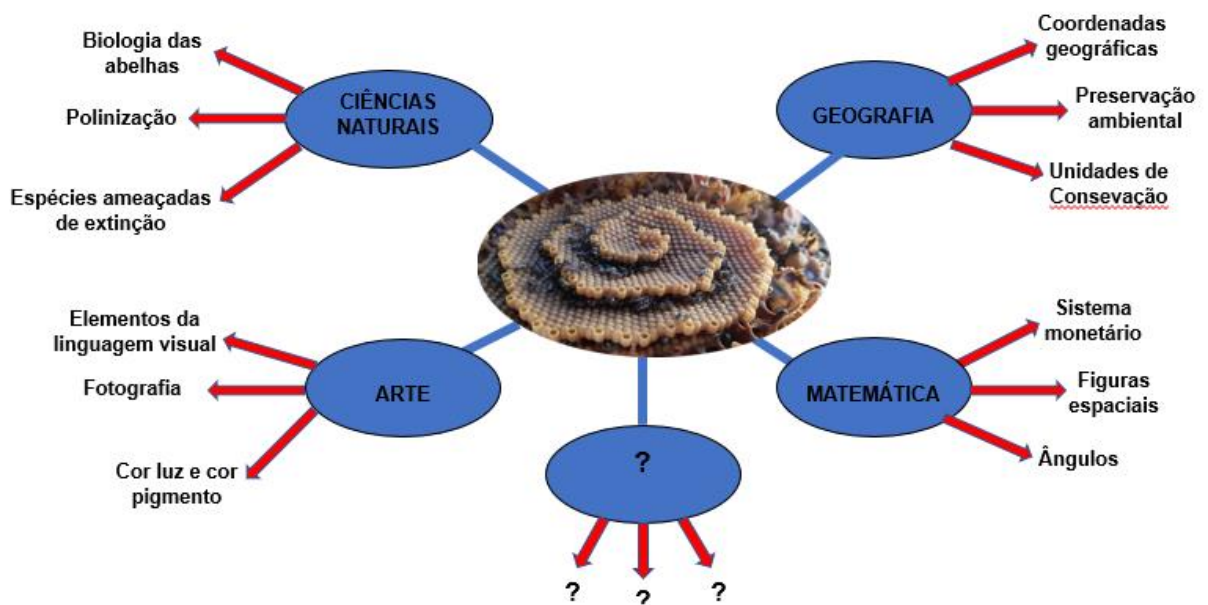 Biologia das
abelhas
Polinização
Espécies ameaçadas
de extinção
CIÊNCIAS
NATURAIS
GEOGRAFIA
Coordenadas
geográficas
Preservação
ambiental
Unidades de
Consevação
Elementos da
linguagem visual
Fotografia
Cor luz e cor
pigmento
ARTE
MATEMÁTICA
Sistema
monetário
Figuras
espaciais
Ângulos
?
?
?
?